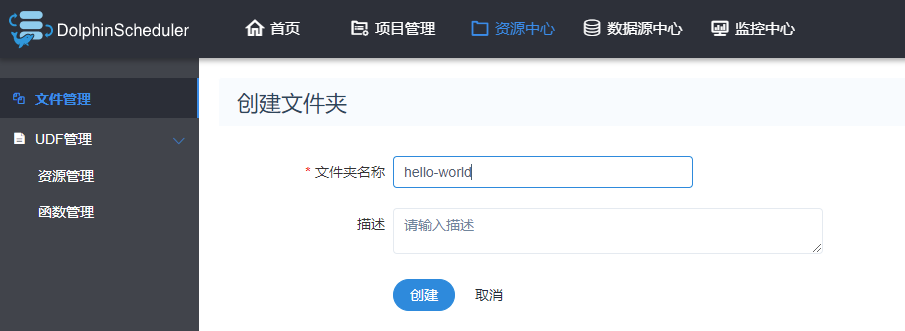 DolphinScheduler 首页 项目管理 资源中心 数据源中心 监控中心
文件管理
创建文件夹
UDF管理
资源管理
函数管理
* 文件夹名称 hello-world
描述 请输入描述
创建 取消